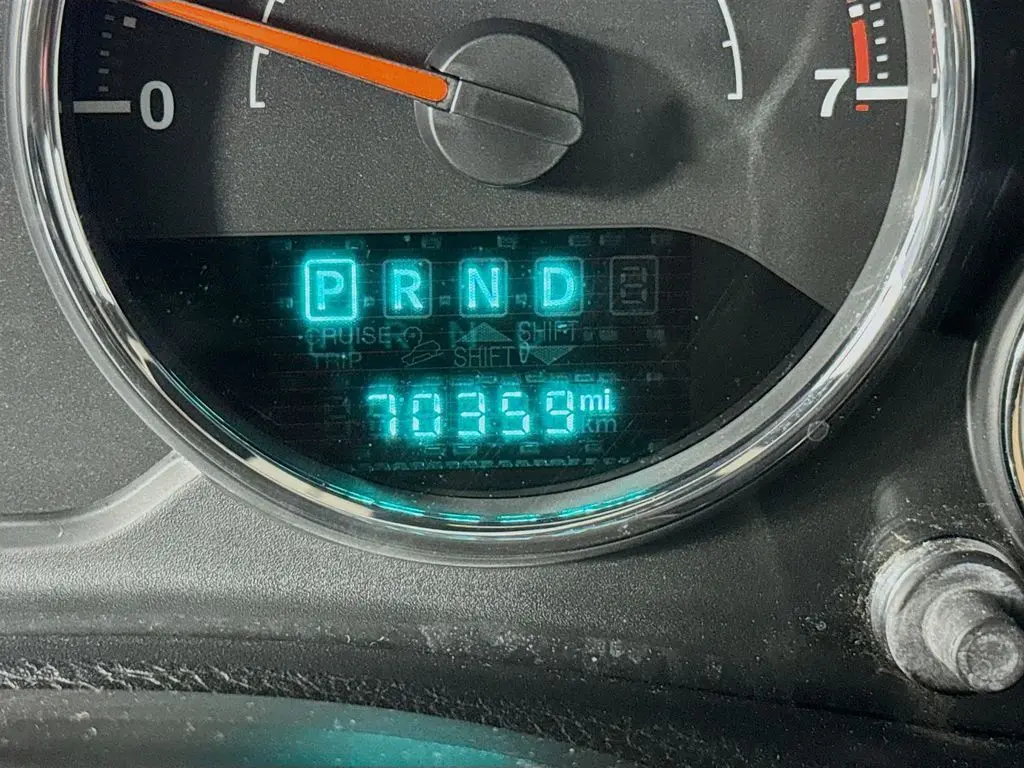 0 7
P R N D
CRUISE SHIFT
TRIP SHIFT
70359 mi
km